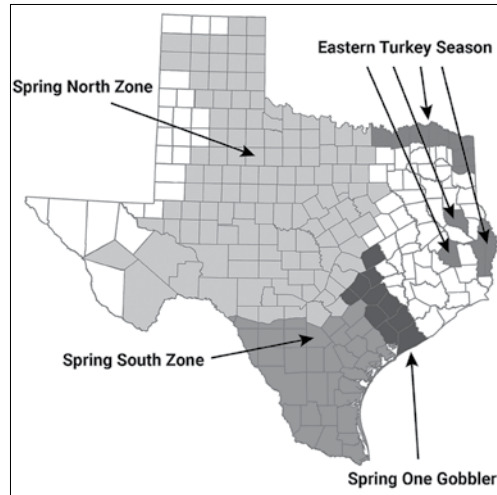 Eastern Turkey Season
Spring North Zone
Spring South Zone
Spring One Gobbler